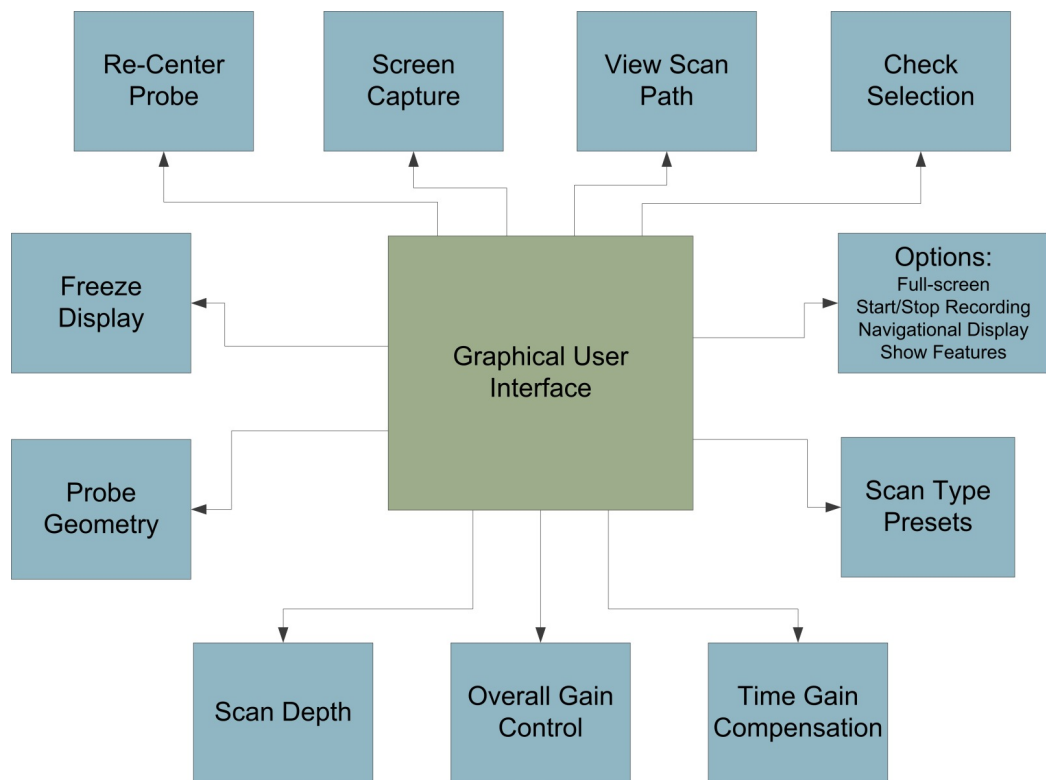 Re-Center
Probe
Screen
Capture
View Scan
Path
Check
Selection
Freeze
Display
Graphical User
Interface
Options:
Full-screen
Start/Stop Recording
Navigational Display
Show Features
Probe
Geometry
Scan Type
Presets
Scan Depth
Overall Gain
Control
Time Gain
Compensation